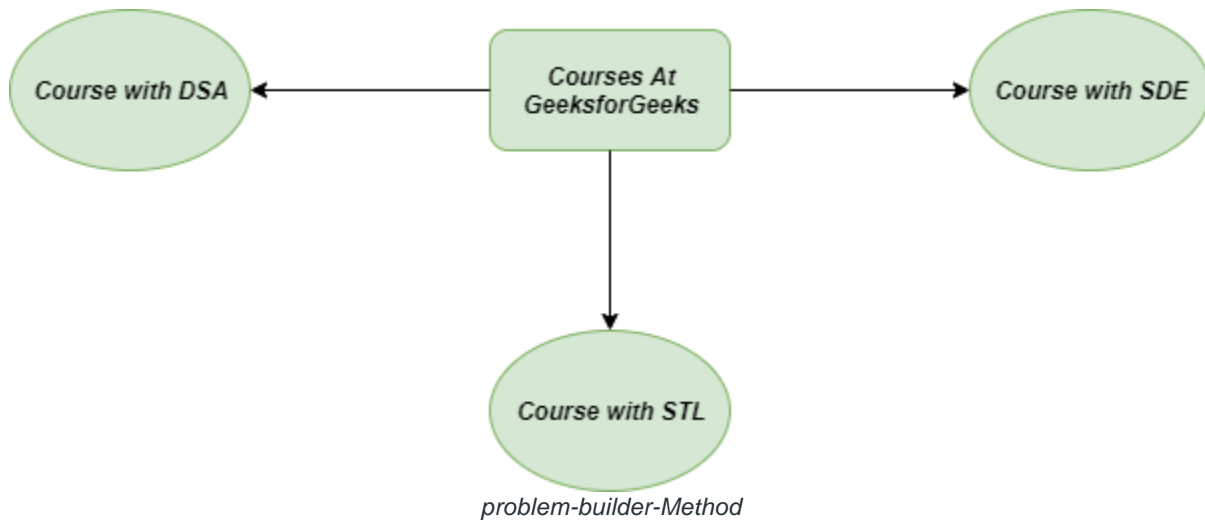 Course with DSA
Courses At
GeeksforGeeks
Course with SDE
Course with STL
problem-builder-Method